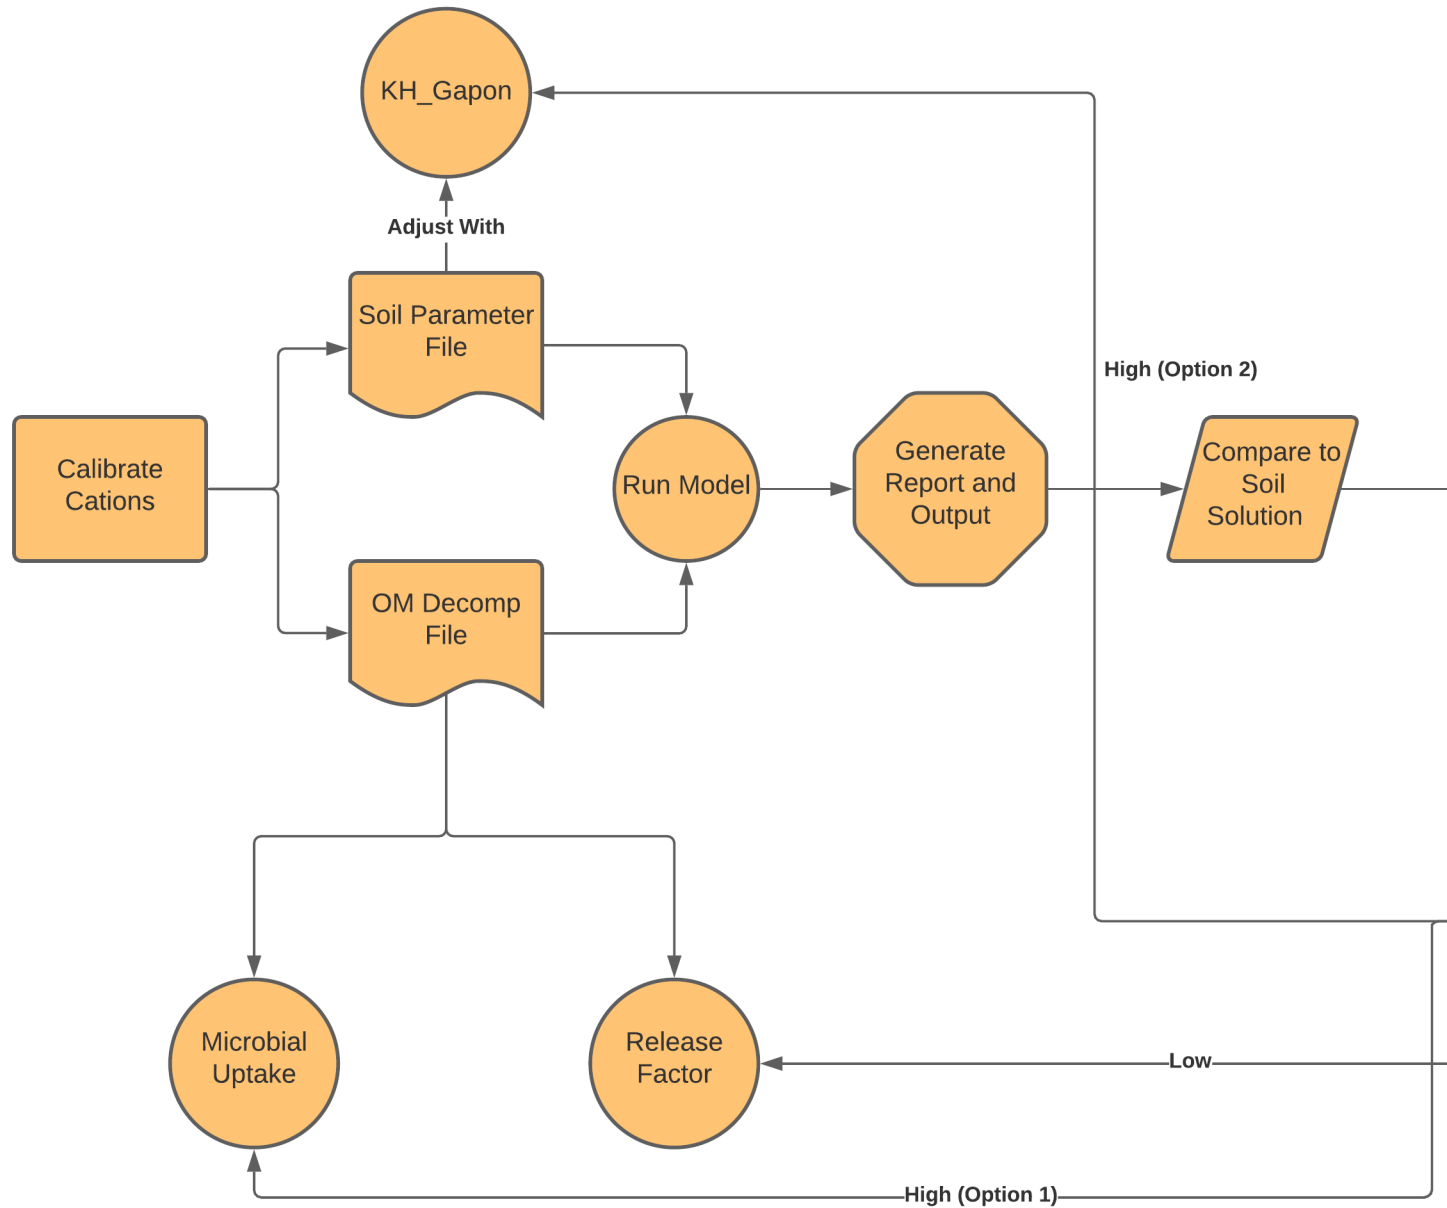 KH_Gapon
Adjust With
Soil Parameter
File
High (Option 2)
Calibrate
Cations
Run Model
Generate
Report and
Output
Compare to
Soil
Solution
OM Decomp
File
Microbial
Uptake
Release
Factor
Low
High (Option 1)